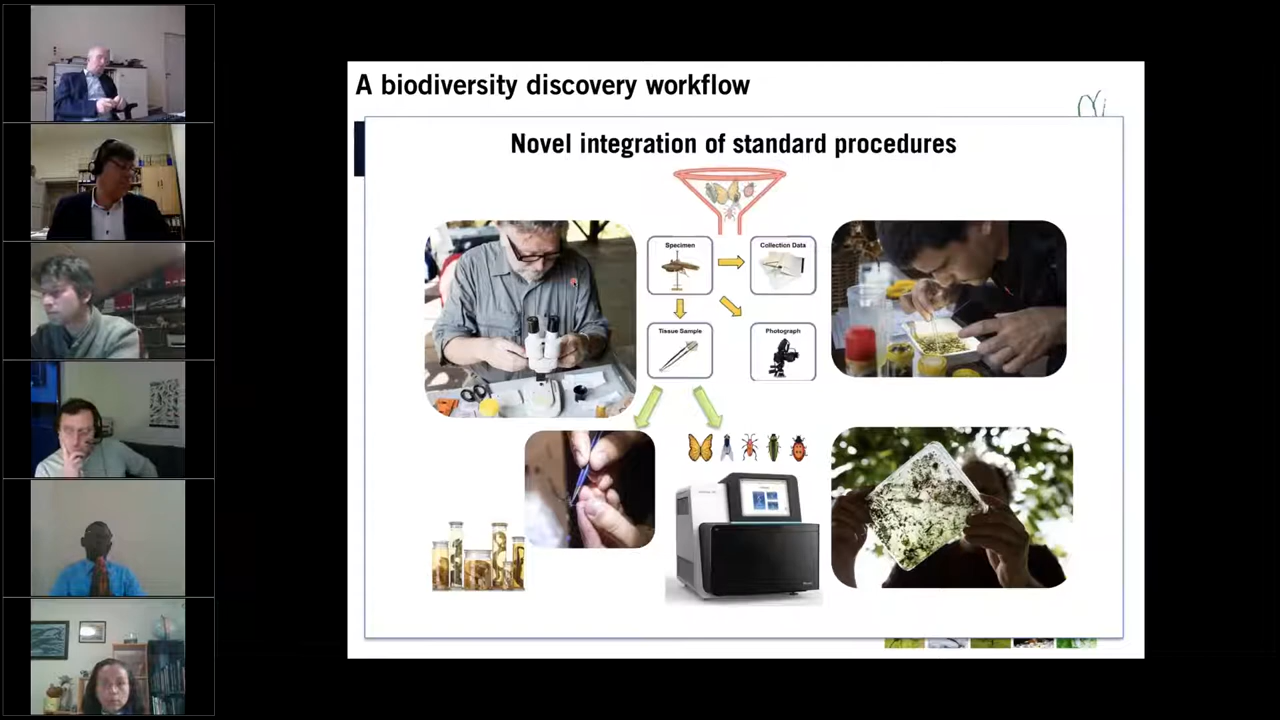 A biodiversity discovery workflow
Novel integration of standard procedures
Specimen
Collection Data
Tissue Sample
Photograph